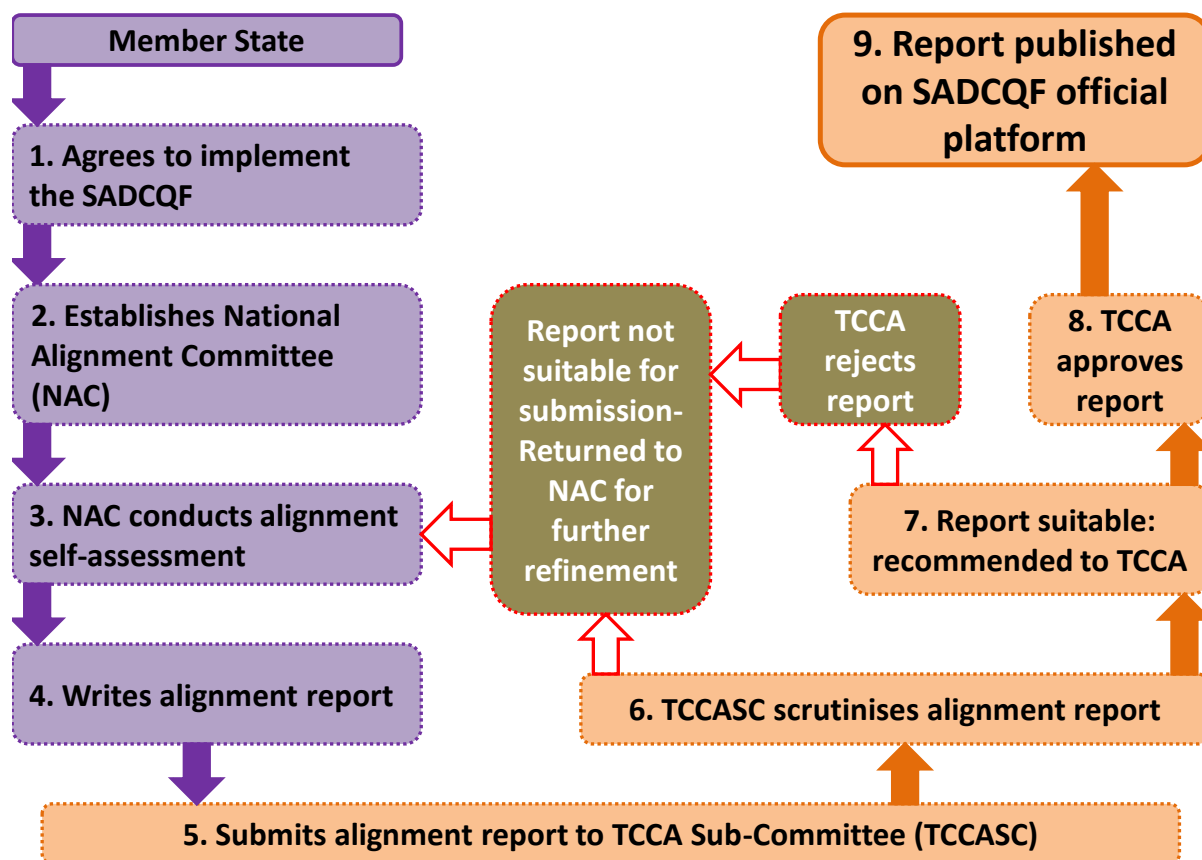 Member State
1. Agrees to implement
the SADCQF
2. Establishes National
Alignment Committee
(NAC)
3. NAC conducts alignment
self-assessment
4. Writes alignment report
5. Submits alignment report to TCCA Sub-Committee (TCCASC)
6. TCCASC scrutinises alignment report
Report not
suitable for
submission-
Returned to
NAC for
further
refinement
TCCA
rejects
report
7. Report suitable:
recommended to TCCA
8. TCCA
approves
report
9. Report published
on SADCQF official
platform